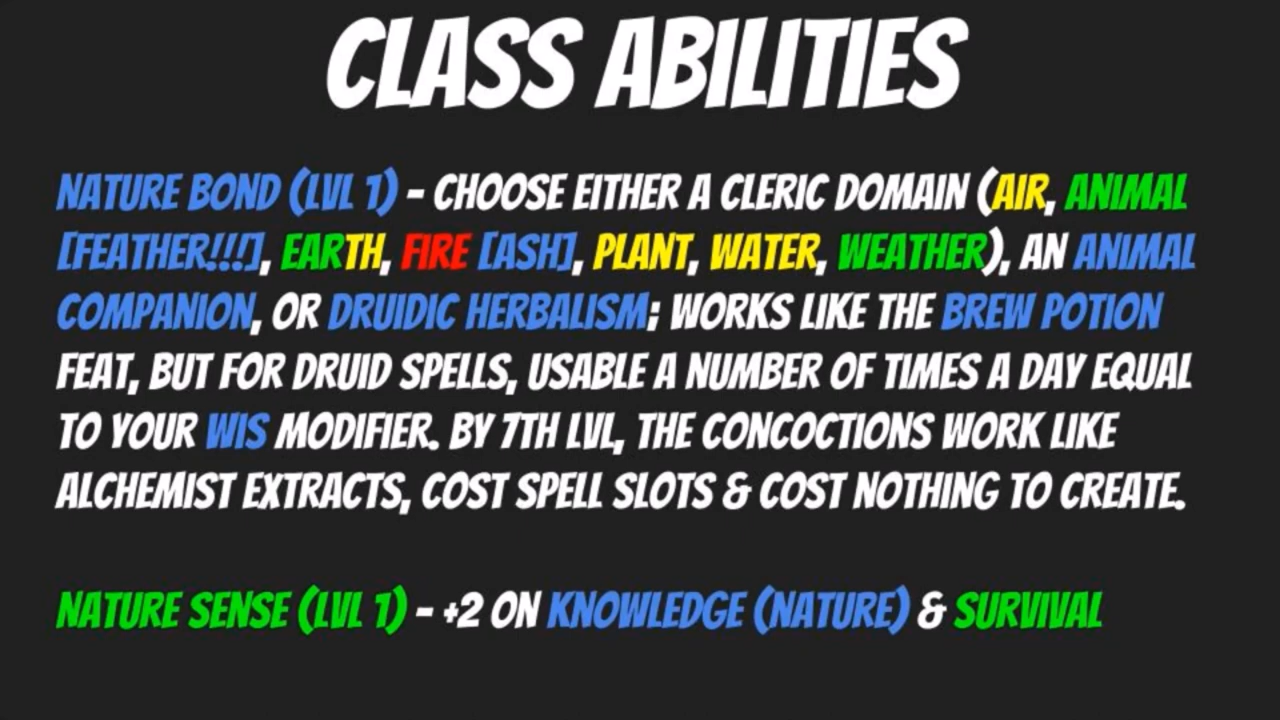 CLASS ABILITIES
NATURE BOND (LVL 1) - CHOOSE EITHER A CLERIC DOMAIN (AIR, ANIMAL
[FEATHER!!!], EARTH, FIRE [ASH], PLANT, WATER, WEATHER), AN ANIMAL
COMPANION, OR DRUIDIC HERBALISM; WORKS LIKE THE BREW POTION
FEAT, BUT FOR DRUID SPELLS, USABLE A NUMBER OF TIMES A DAY EQUAL
TO YOUR WIS MODIFIER. BY 7TH LVL, THE CONCOCTIONS WORK LIKE
ALCHEMIST EXTRACTS, COST SPELL SLOTS & COST NOTHING TO CREATE.
NATURE SENSE (LVL 1) - +2 ON KNOWLEDGE (NATURE) & SURVIVAL